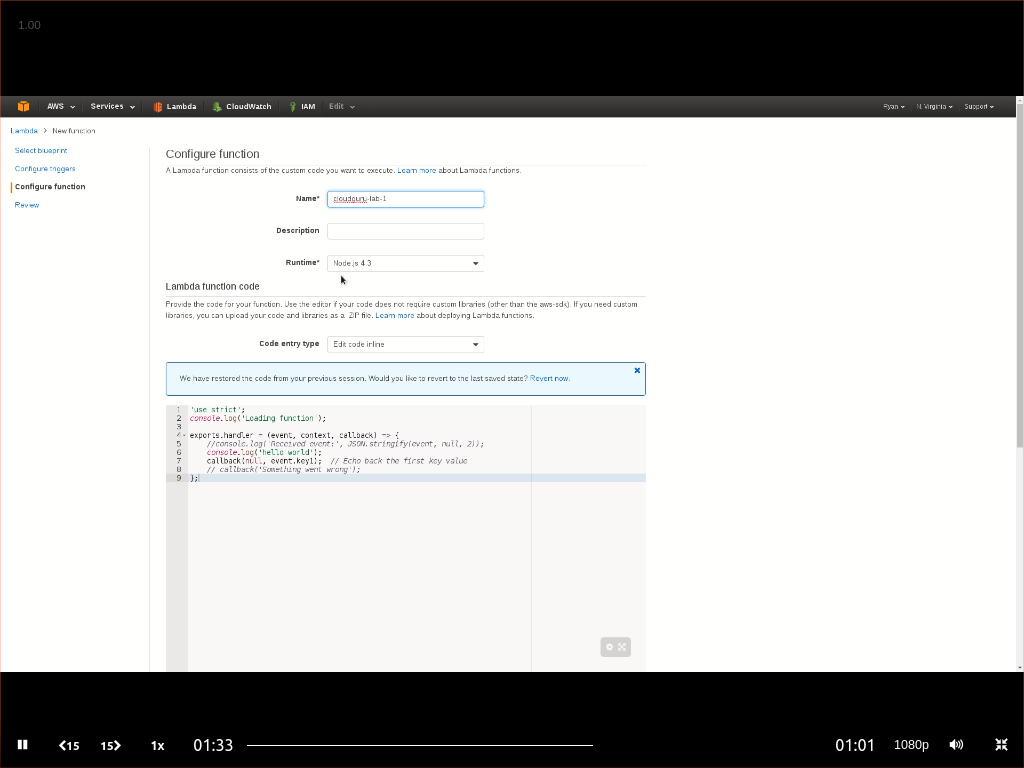 1.00
AWS Services Lambda CloudWatch IAM Edit Ryan N. Virginia Support
Lambda > New function
Select blueprint
Configure triggers
Configure function
Review
Configure function
A Lambda function consists of the custom code you want to execute. Learn more about Lambda functions.
Name* cloudguru-lab-1
Description
Runtime* Node.js 4.3
Lambda function code
Provide the code for your function. Use the editor if your code does not require custom libraries (other than the aws-sdk). If you need custom
libraries, you can upload your code and libraries as a .ZIP file. Learn more about deploying Lambda functions.
Code entry type Edit code inline
We have restored the code from your previous session. Would you like to revert to the last saved state? Revert now.
1 'use strict';
2 console.log('Loading function');
3
4 exports.handler = (event, context, callback) => {
5 //console.log('Received event:', JSON.stringify(event, null, 2));
6 console.log('hello world');
7 callback(null, event.key1); // Echo back the first key value
8 // callback('Something went wrong');
9 };
15 15 1x 01:33 01:01 1080p